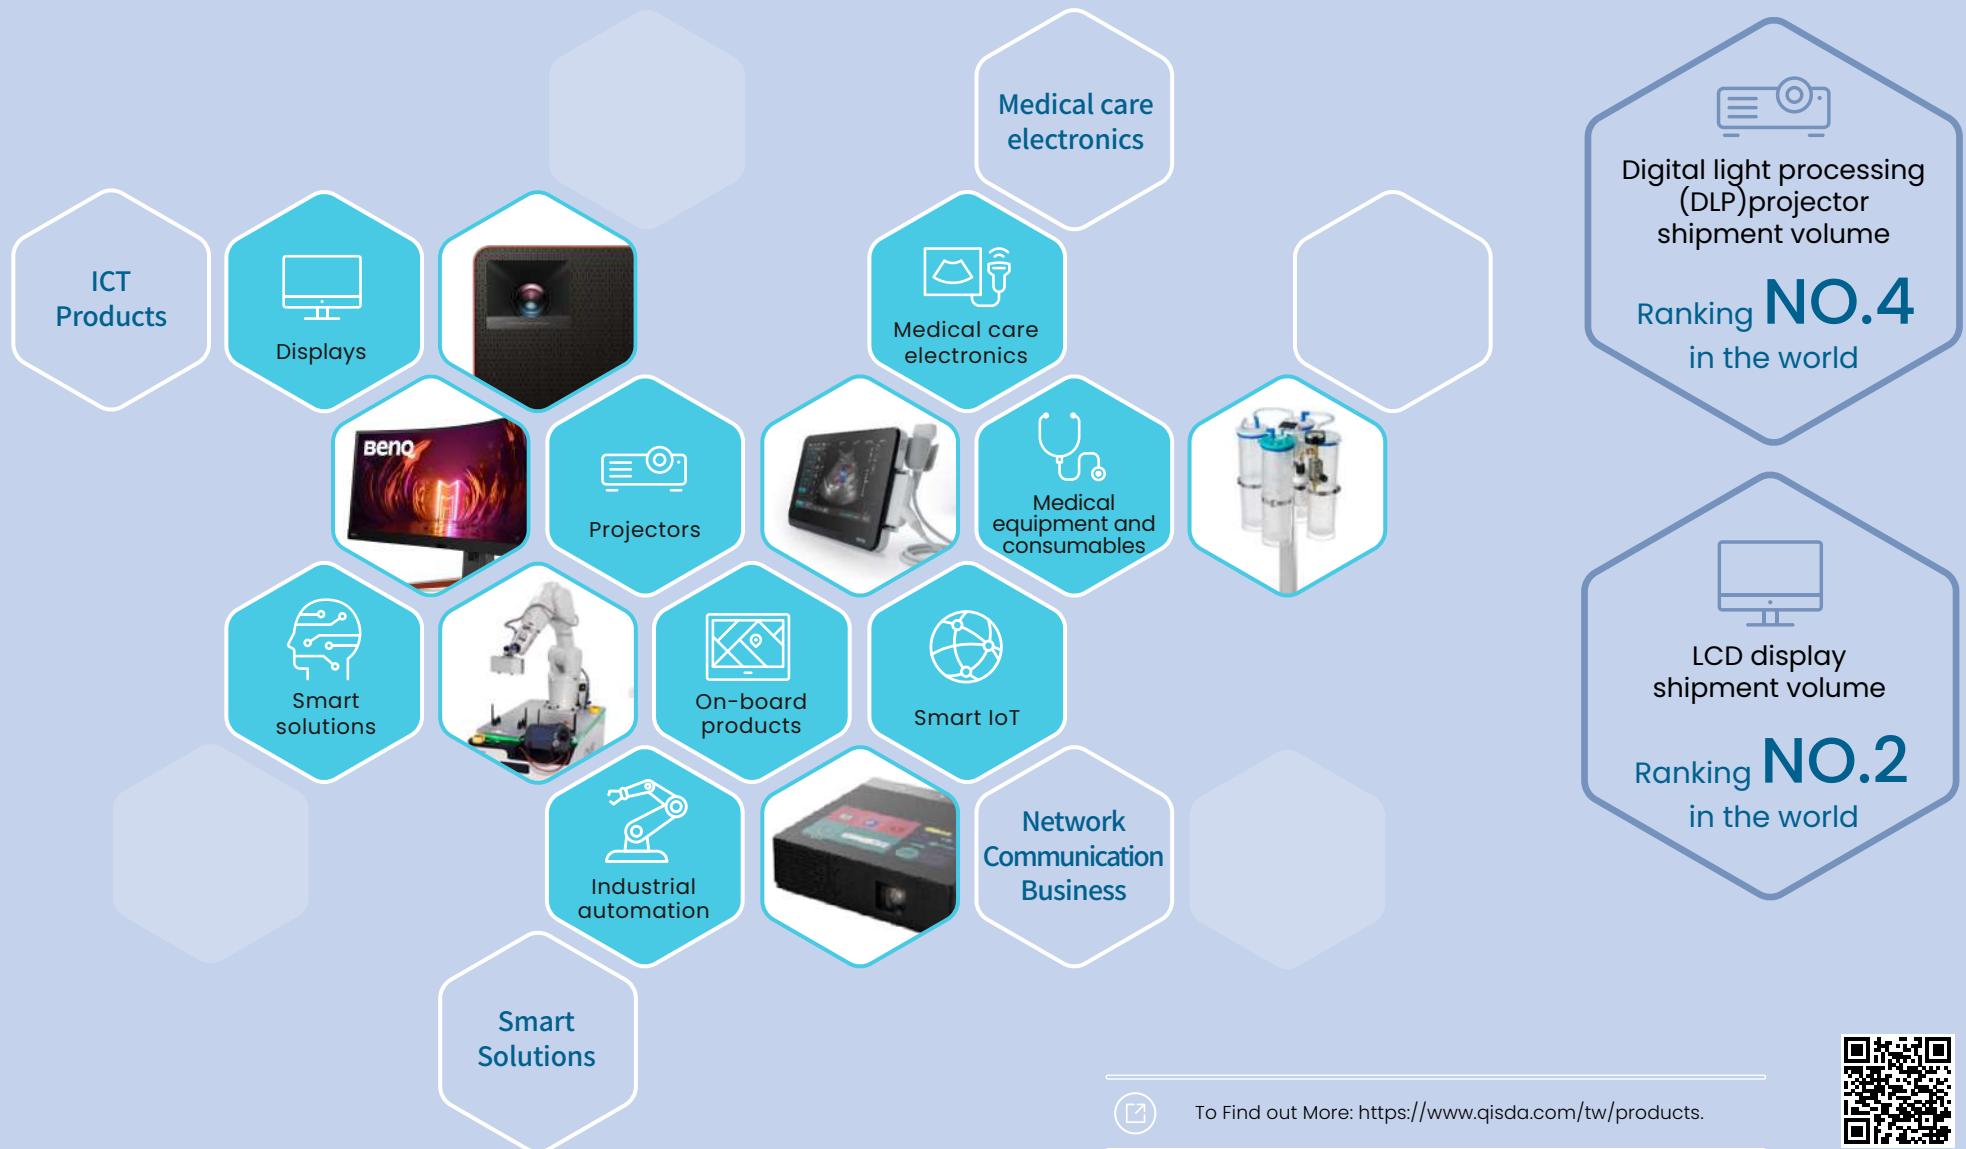 Medical care
electronics
ICT
Products
Displays
Medical care
electronics
BenQ
Projectors
Medical
equipment and
consumables
Smart
solutions
On-board
products
Smart IoT
Industrial
automation
Network
Communication
Business
Smart
Solutions
Digital light processing
(DLP)projector
shipment volume
Ranking NO.4
in the world
LCD display
shipment volume
Ranking NO.2
in the world
To Find out More: https://www.qisda.com/tw/products.